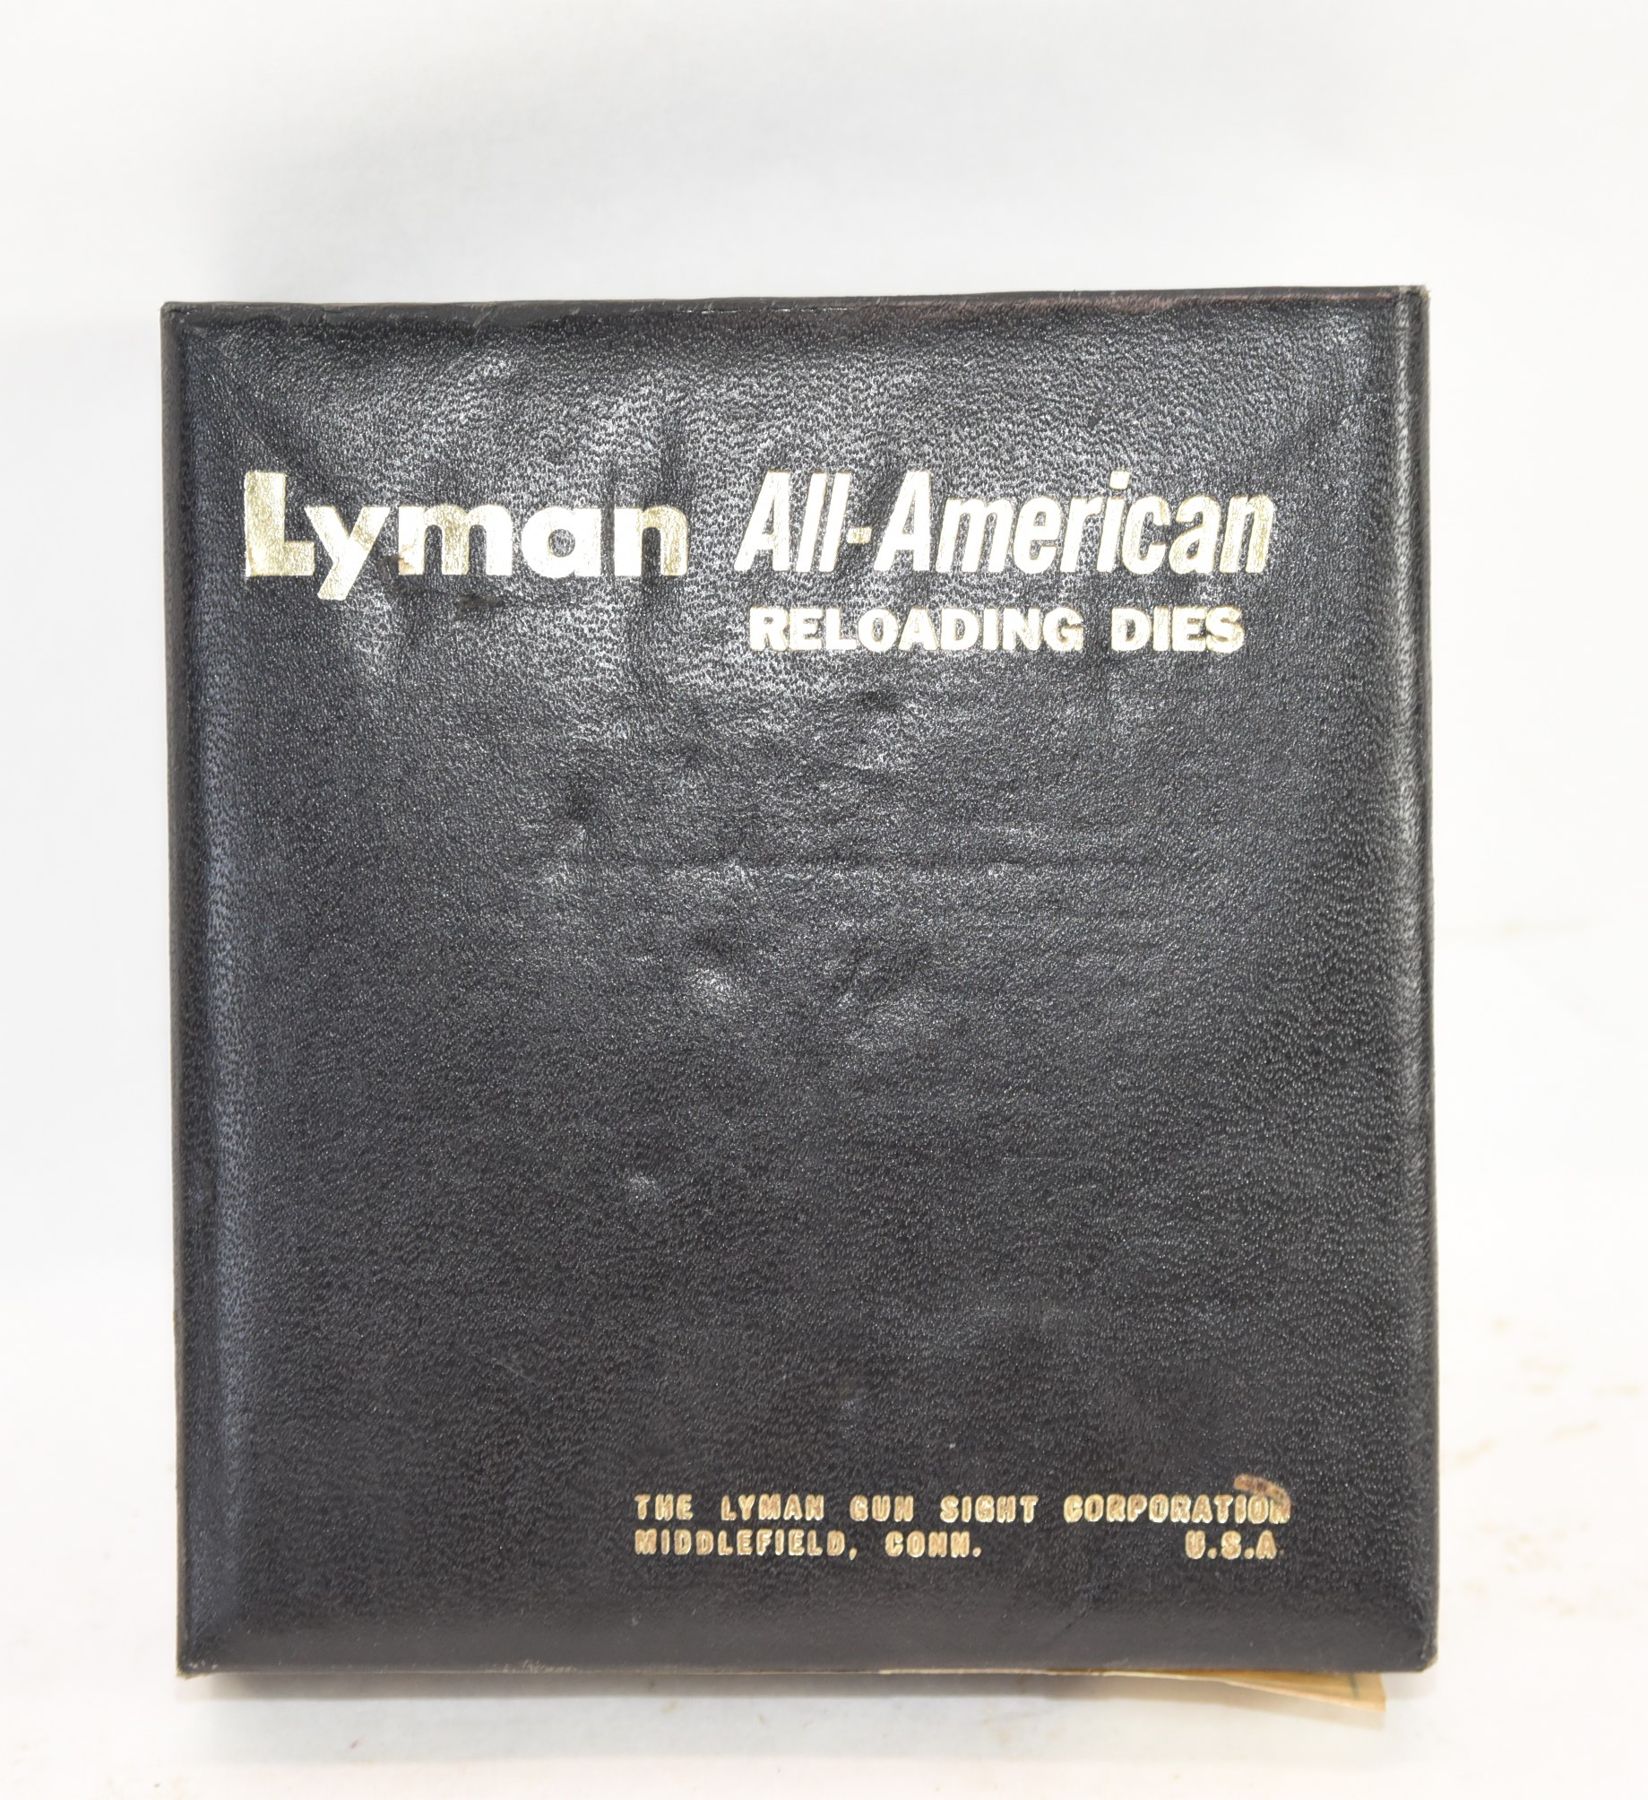 Lyman All-American
RELOADING DIES
THE LYMAN GUN SIGHT CORPORATION
MIDDLEFIELD, CONN. U.S.A.